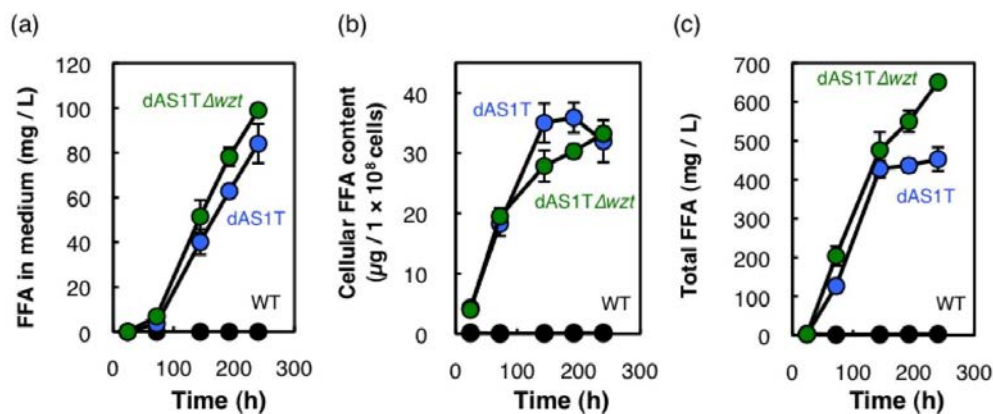 (a)
FFA in medium (mg / L)
120
100
80
60
40
20
0
dAS1TΔwzt
dAS1T
WT
0 100 200 300
Time (h)
(b)
Cellular FFA content
(µg / 1 × 10⁸ cells)
40
30
20
10
0
dAS1T
dAS1TΔwzt
WT
0 100 200 300
Time (h)
(c)
Total FFA (mg / L)
700
600
500
400
300
200
100
0
dAS1TΔwzt
dAS1T
WT
0 100 200 300
Time (h)